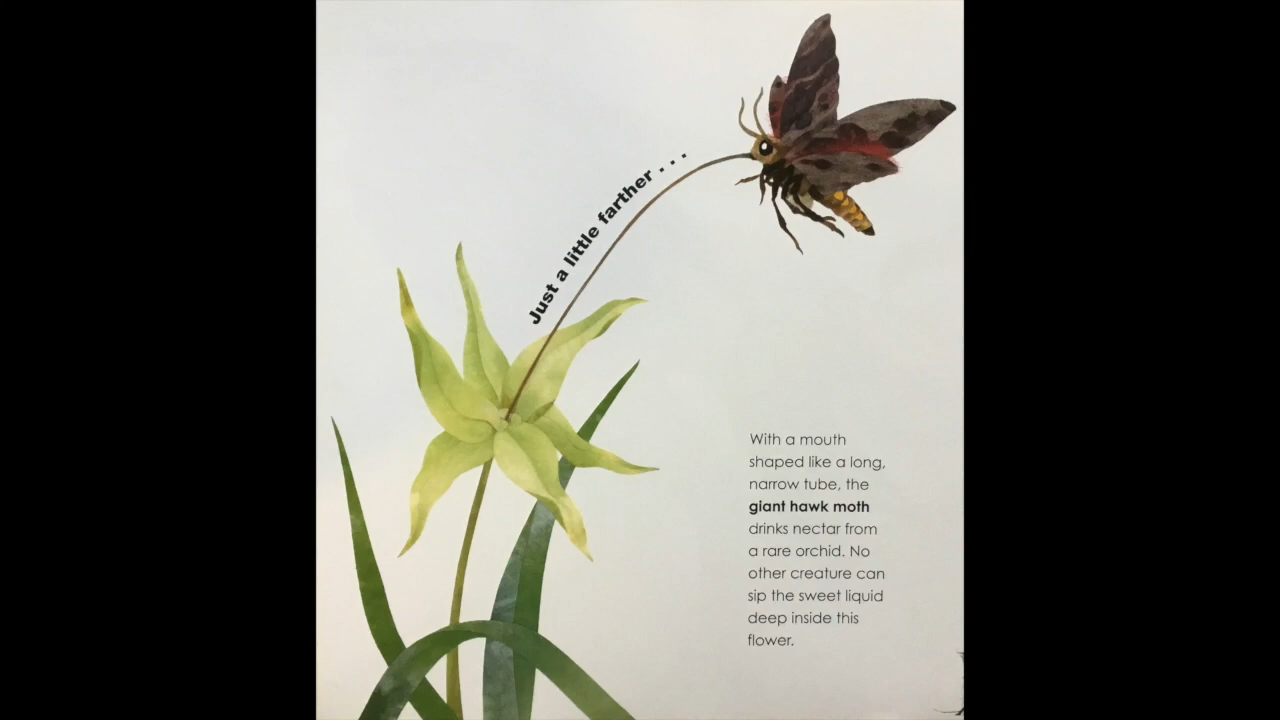 Just a little farther . . .
With a mouth
shaped like a long,
narrow tube, the
giant hawk moth
drinks nectar from
a rare orchid. No
other creature can
sip the sweet liquid
deep inside this
flower.